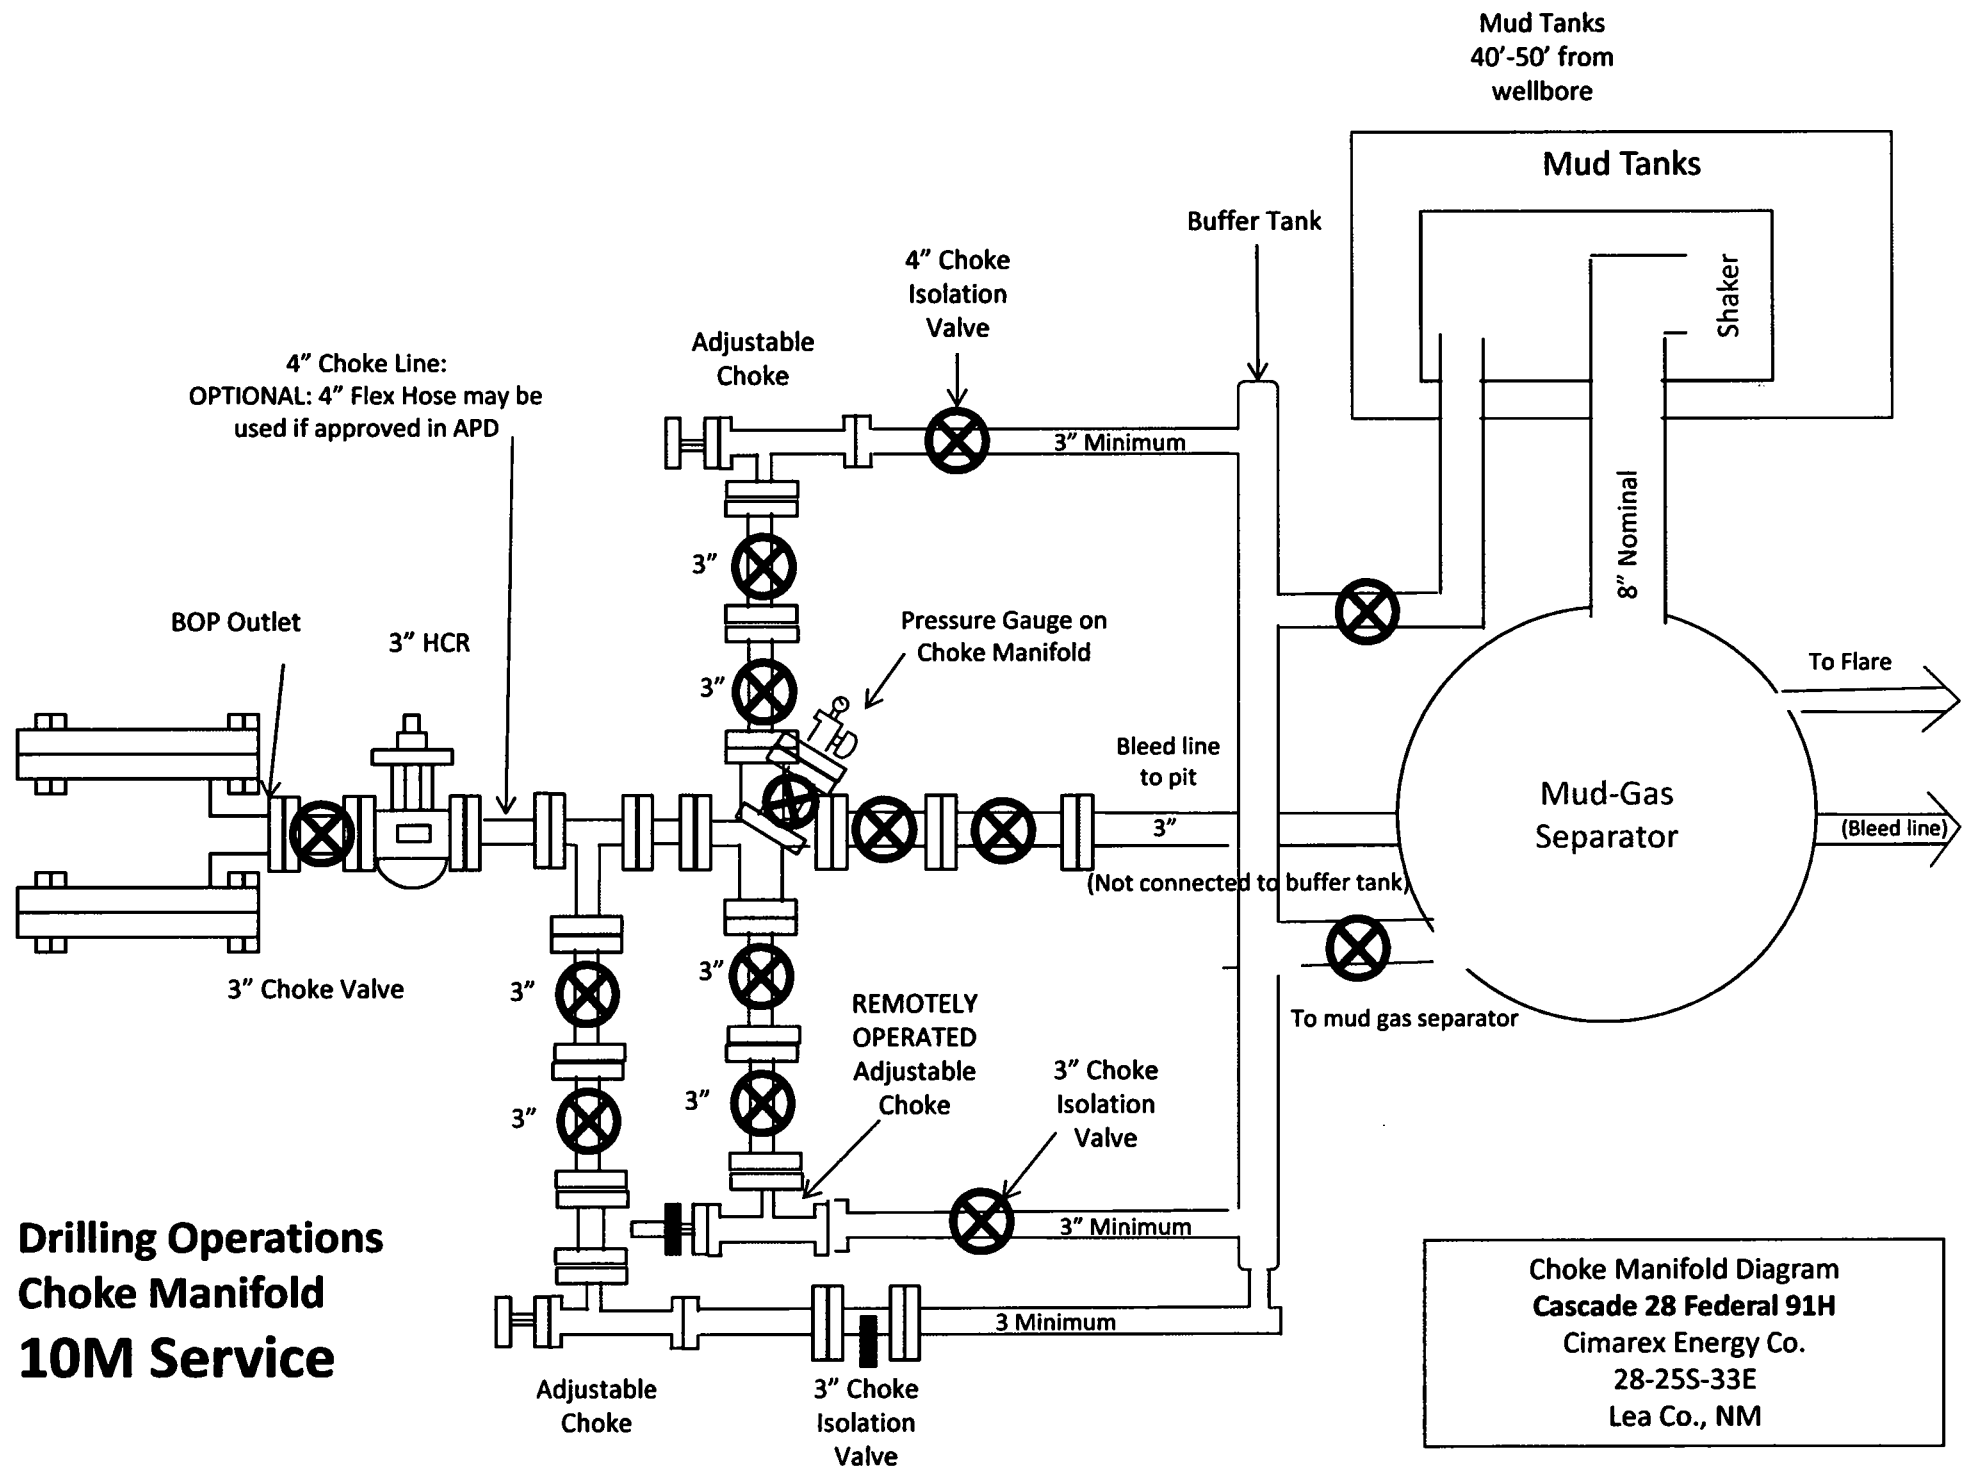 Mud Tanks
40’-50’ from
wellbore
Mud Tanks
Shaker
Buffer Tank
4” Choke
Isolation
Valve
Adjustable
Choke
4” Choke Line:
OPTIONAL: 4” Flex Hose may be
used if approved in APD
3” Minimum
8” Nominal
3”
BOP Outlet
3” HCR
Pressure Gauge on
Choke Manifold
3”
To Flare
Bleed line
to pit
3”
Mud-Gas
Separator
(Bleed line)
(Not connected to buffer tank)
3” Choke Valve
3”
3”
REMOTELY
OPERATED
Adjustable
Choke
To mud gas separator
3” Choke
Isolation
Valve
3”
3”
3” Minimum
Drilling Operations
Choke Manifold
10M Service
3 Minimum
Adjustable
Choke
3” Choke
Isolation
Valve
Choke Manifold Diagram
Cascade 28 Federal 91H
Cimarex Energy Co.
28-25S-33E
Lea Co., NM